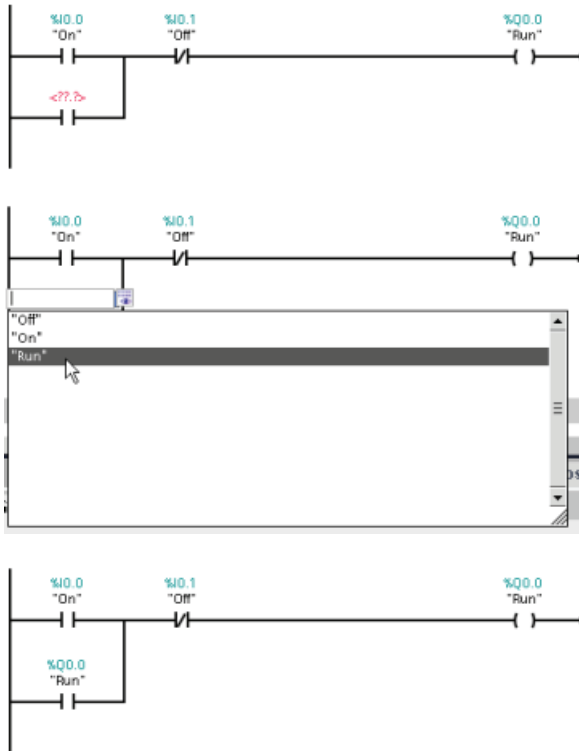 %I0.0 %I0.1 %Q0.0
"On" "Off" "Run"
<??.?>
%I0.0 %I0.1 %Q0.0
"On" "Off" "Run"
"Off"
"On"
"Run"
%I0.0 %I0.1 %Q0.0
"On" "Off" "Run"
%Q0.0
"Run"